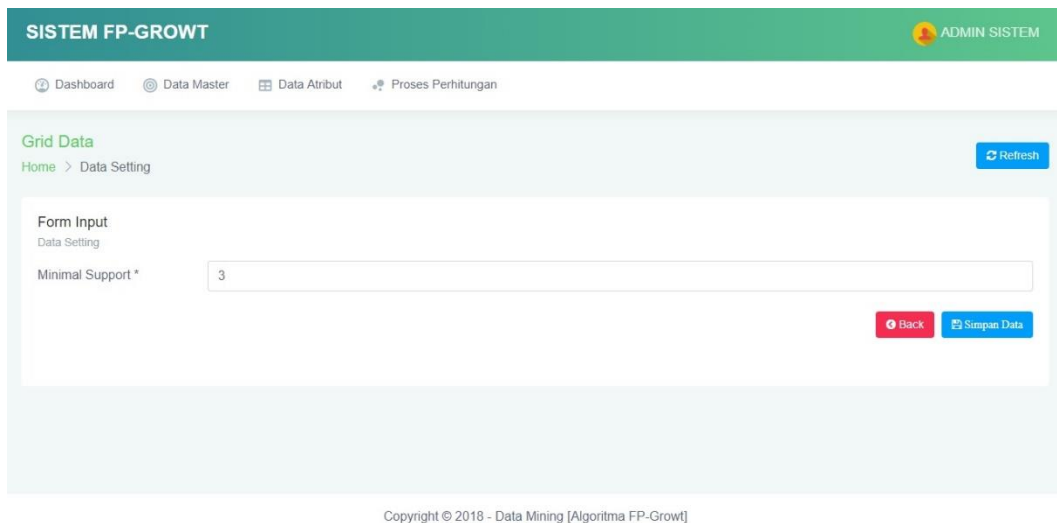 SISTEM FP-GROWT
ADMIN SISTEM
Dashboard Data Master Data Atribut Proses Perhitungan
Grid Data
Home > Data Setting
Refresh
Form Input
Data Setting
Minimal Support * 3
Back Simpan Data
Copyright © 2018 - Data Mining [Algoritma FP-Growt]